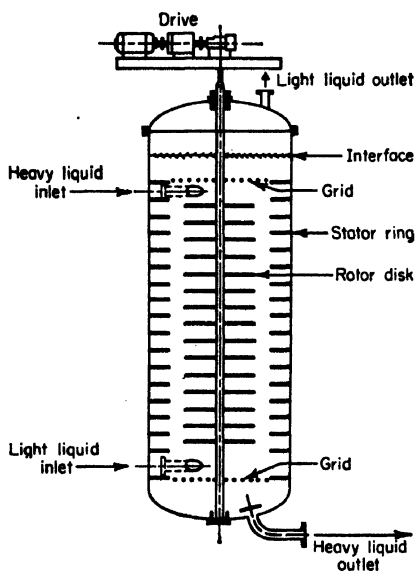 Drive
Light liquid outlet
Interface
Heavy liquid
inlet
Grid
Stator ring
Rotor disk
Light liquid
inlet
Grid
Heavy liquid
outlet